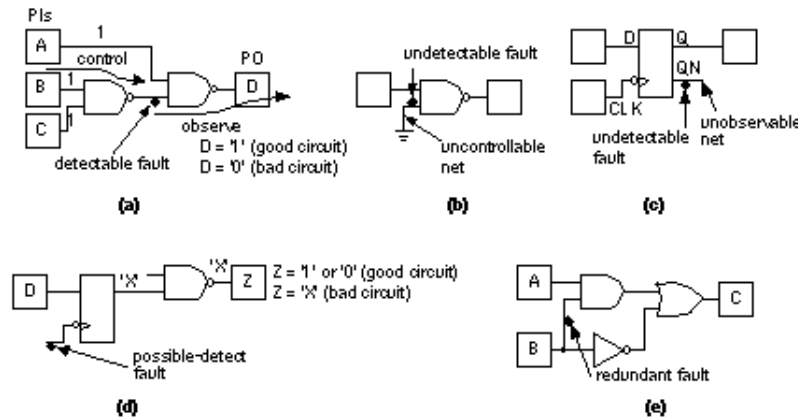 PIs
A
1
control
B
1
C
1
PO
D
observe
detectable fault
D = '1' (good circuit)
D = '0' (bad circuit)
(a)
undetectable fault
uncontrollable
net
(b)
D
Q
QN
CLK
undetectable
fault
unobservable
net
(c)
D
'X'
'X'
Z
Z = '1' or '0' (good circuit)
Z = 'X' (bad circuit)
possible-detect
fault
(d)
A
B
C
redundant fault
(e)